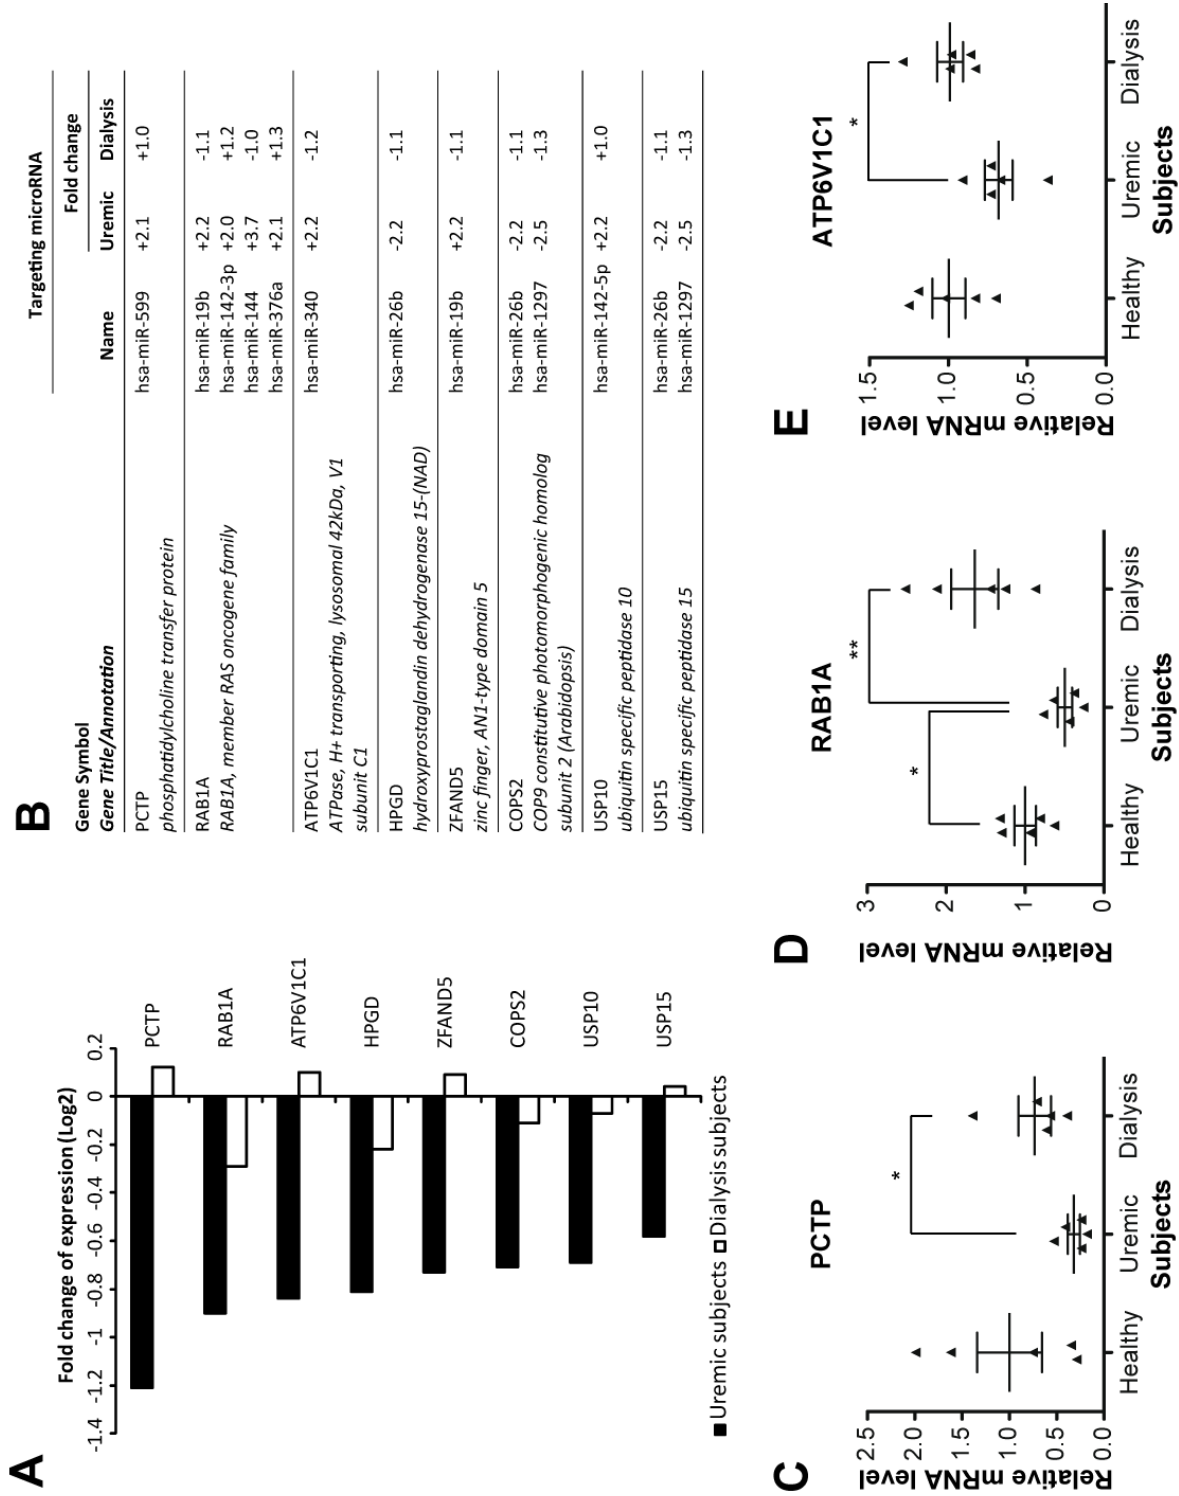 A
Fold change of expression (Log2)
-1.4 -1.2 -1 -0.8 -0.6 -0.4 -0.2 0 0.2
PCTP
RAB1A
ATP6V1C1
HPGD
ZFAND5
COPS2
USP10
USP15
Uremic subjects Dialysis subjects
B
Targeting microRNA
Gene Symbol Fold change
Gene Title/Annotation Name Uremic Dialysis
PCTP hsa-miR-599 +2.1 +1.0
phosphatidylcholine transfer protein
RAB1A hsa-miR-19b +2.2 -1.1
RAB1A, member RAS oncogene family hsa-miR-142-3p +2.0 +1.2
hsa-miR-144 +3.7 -1.0
hsa-miR-376a +2.1 +1.3
ATP6V1C1 hsa-miR-340 +2.2 -1.2
ATPase, H+ transporting, lysosomal 42kDa, V1
subunit C1
HPGD hsa-miR-26b -2.2 -1.1
hydroxyprostaglandin dehydrogenase 15-(NAD)
ZFAND5 hsa-miR-19b +2.2 -1.1
zinc finger, AN1-type domain 5
COPS2 hsa-miR-26b -2.2 -1.1
COP9 constitutive photomorphogenic homolog hsa-miR-1297 -2.5 -1.3
subunit 2 (Arabidopsis)
USP10 hsa-miR-142-5p +2.2 +1.0
ubiquitin specific peptidase 10
USP15 hsa-miR-26b -2.2 -1.1
ubiquitin specific peptidase 15 hsa-miR-1297 -2.5 -1.3
C
PCTP
Relative mRNA level
2.5
2.0
1.5
1.0
0.5
0.0
*
Healthy Uremic Dialysis
Subjects
D
RAB1A
Relative mRNA level
3
2
1
0
*
**
Healthy Uremic Dialysis
Subjects
E
ATP6V1C1
Relative mRNA level
1.5
1.0
0.5
0.0
*
Healthy Uremic Dialysis
Subjects